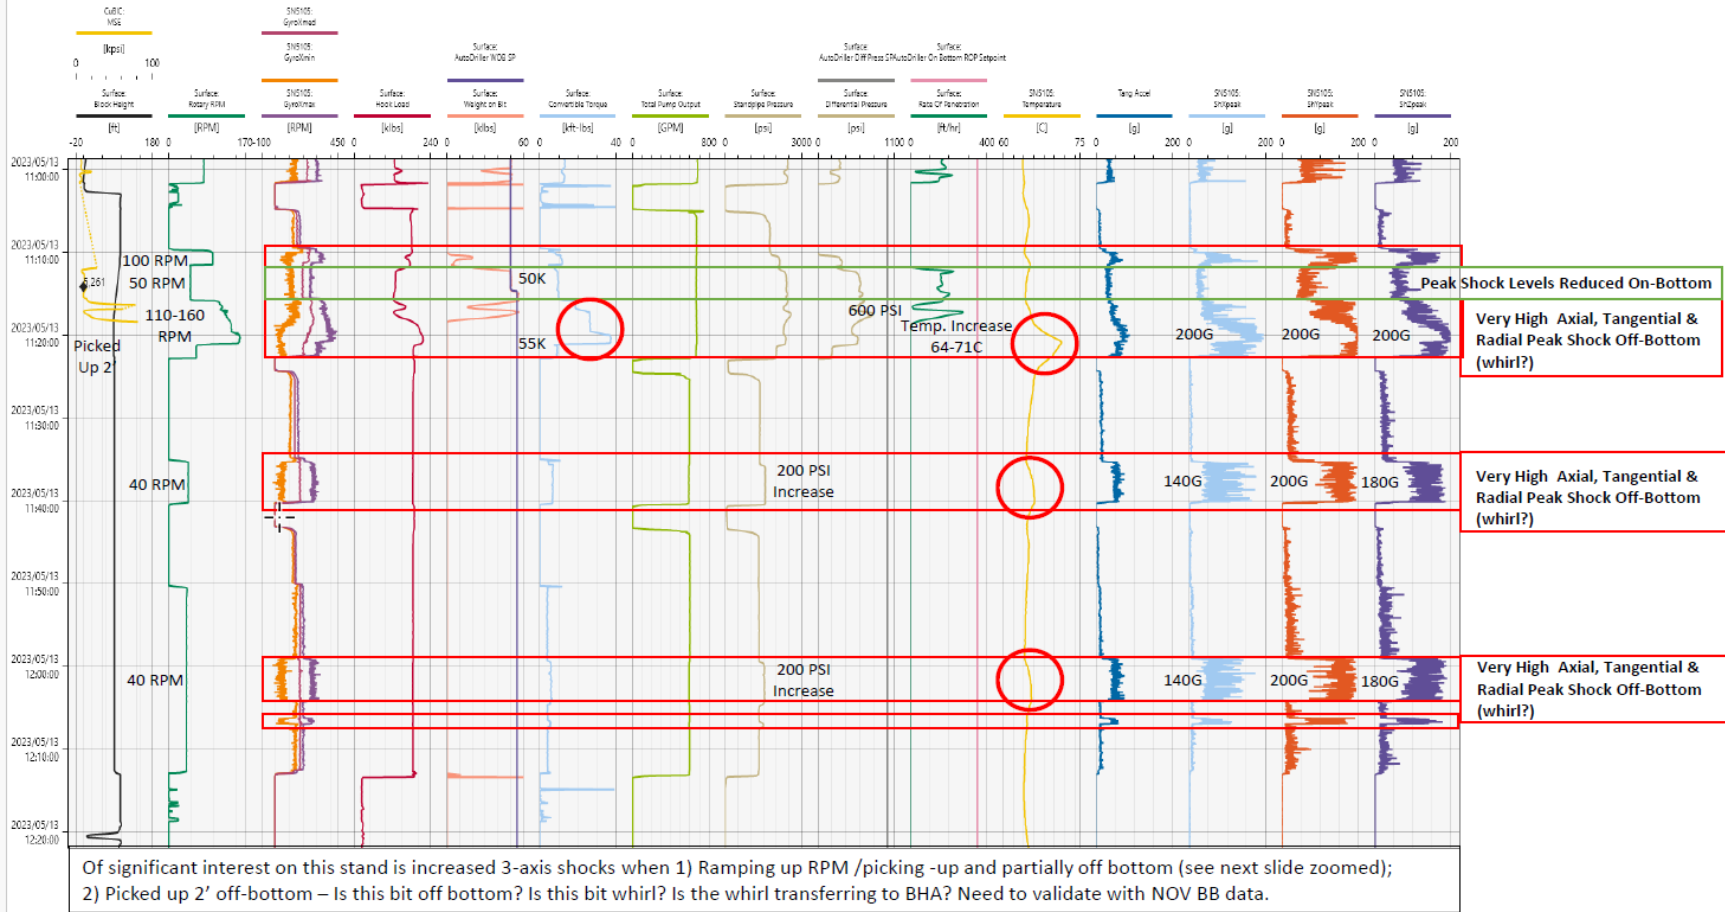 CuBIC:
MSE
[kpsi]
0 100
Surface:
Block Height
[ft]
-20 180
Surface:
Rotary RPM
[RPM]
0 170
SN5105:
GyroXmad
SN5105:
GyroXmin
SN5105:
GyroXmax
[RPM]
-100 450
Surface:
Hook Load
[klbs]
0 240
Surface:
AutoDriller WOB SP
Surface:
Weight on Bit
[klbs]
0 60
Surface:
Convertible Torque
[kft-lbs]
0 40
Surface:
Total Pump Output
[GPM]
0 800
Surface:
Standpipe Pressure
[psi]
0 3000
Surface:
AutoDriller Diff Press SP
Surface:
Differential Pressure
[psi]
0 1100
Surface:
AutoDriller On Bottom ROP Setpoint
Surface:
Rate Of Penetration
[ft/hr]
0 400
SN5105:
Temperature
[C]
60 75
Tang Accel
[g]
0 200
SN5105:
ShXpeak
[g]
0 200
SN5105:
ShYpeak
[g]
0 200
SN5105:
ShZpeak
[g]
0 200
2023/05/13
11:00:00
2023/05/13
11:10:00
100 RPM
50 RPM
50K
5,261
Peak Shock Levels Reduced On-Bottom
110-160
RPM
600 PSI
2023/05/13
11:20:00
Picked
Up 2'
55K
Temp. Increase
64-71C
200G 200G 200G
Very High Axial, Tangential &
Radial Peak Shock Off-Bottom
(whirl?)
2023/05/13
11:30:00
40 RPM
200 PSI
Increase
140G 200G 180G
Very High Axial, Tangential &
Radial Peak Shock Off-Bottom
(whirl?)
2023/05/13
11:40:00
2023/05/13
11:50:00
2023/05/13
12:00:00
40 RPM
200 PSI
Increase
140G 200G 180G
Very High Axial, Tangential &
Radial Peak Shock Off-Bottom
(whirl?)
2023/05/13
12:10:00
2023/05/13
12:20:00
Of significant interest on this stand is increased 3-axis shocks when 1) Ramping up RPM /picking -up and partially off bottom (see next slide zoomed);
2) Picked up 2' off-bottom – Is this bit off bottom? Is this bit whirl? Is the whirl transferring to BHA? Need to validate with NOV BB data.